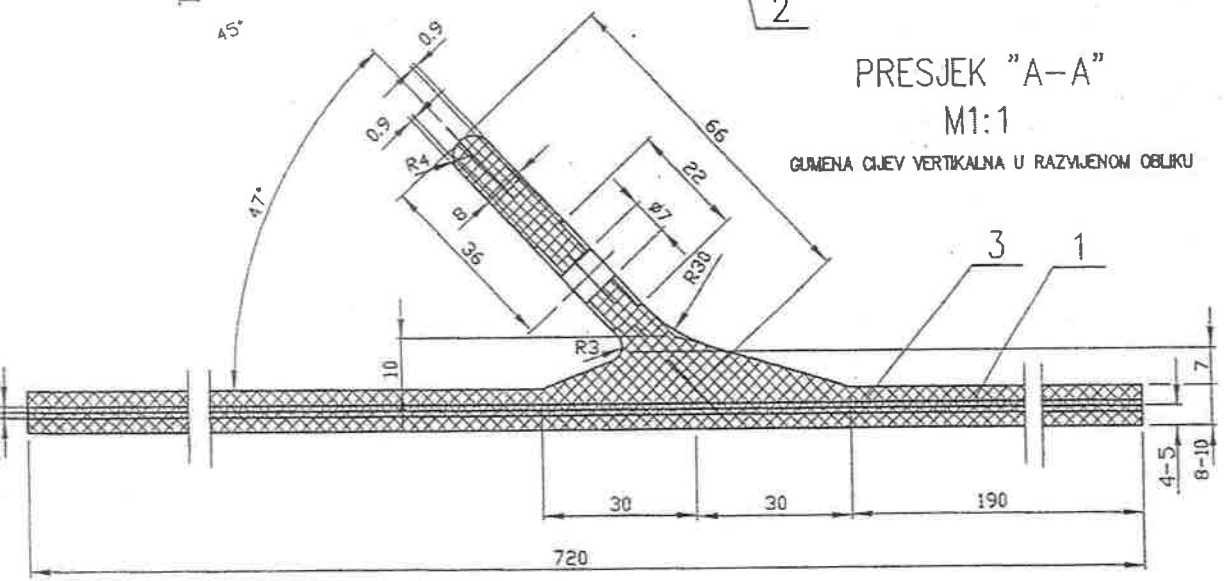 45°
2
PRESJEK "A-A"
M1:1
GUMENA CIJEV VERTIKALNA U RAZVIJENOM OBLIKU
0.9
0.9
66
R4
22
47°
8
ø7
36
R30
3
1
R3
10
7
4-5
8-10
30
30
190
720